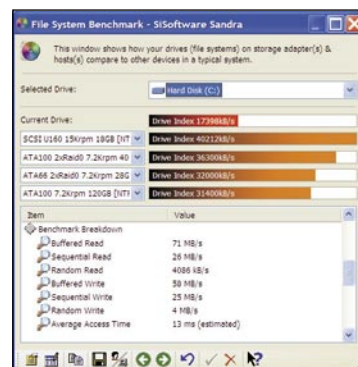 File System Benchmark - SiSoftware Sandra
This window shows how your drives (file systems) on storage adapter(s) &
hosts(s) compare to other devices in a typical system.
Selected Drive:
Hard Disk (C:)
Current Drive:
Drive Index 17398kB/s
SCSI U160 15Krpm 18GB [NT
Drive Index 40212kB/s
ATA100 2xRaid0 7.2Krpm 40
Drive Index 36300kB/s
ATA66 2xRaid0 7.2Krpm 28G
Drive Index 32000kB/s
ATA100 7.2Krpm 120GB [NTF
Drive Index 31400kB/s
Item Value
Benchmark Breakdown
Buffered Read 71 MB/s
Sequential Read 26 MB/s
Random Read 4086 kB/s
Buffered Write 58 MB/s
Sequential Write 25 MB/s
Random Write 4 MB/s
Average Access Time 13 ms (estimated)